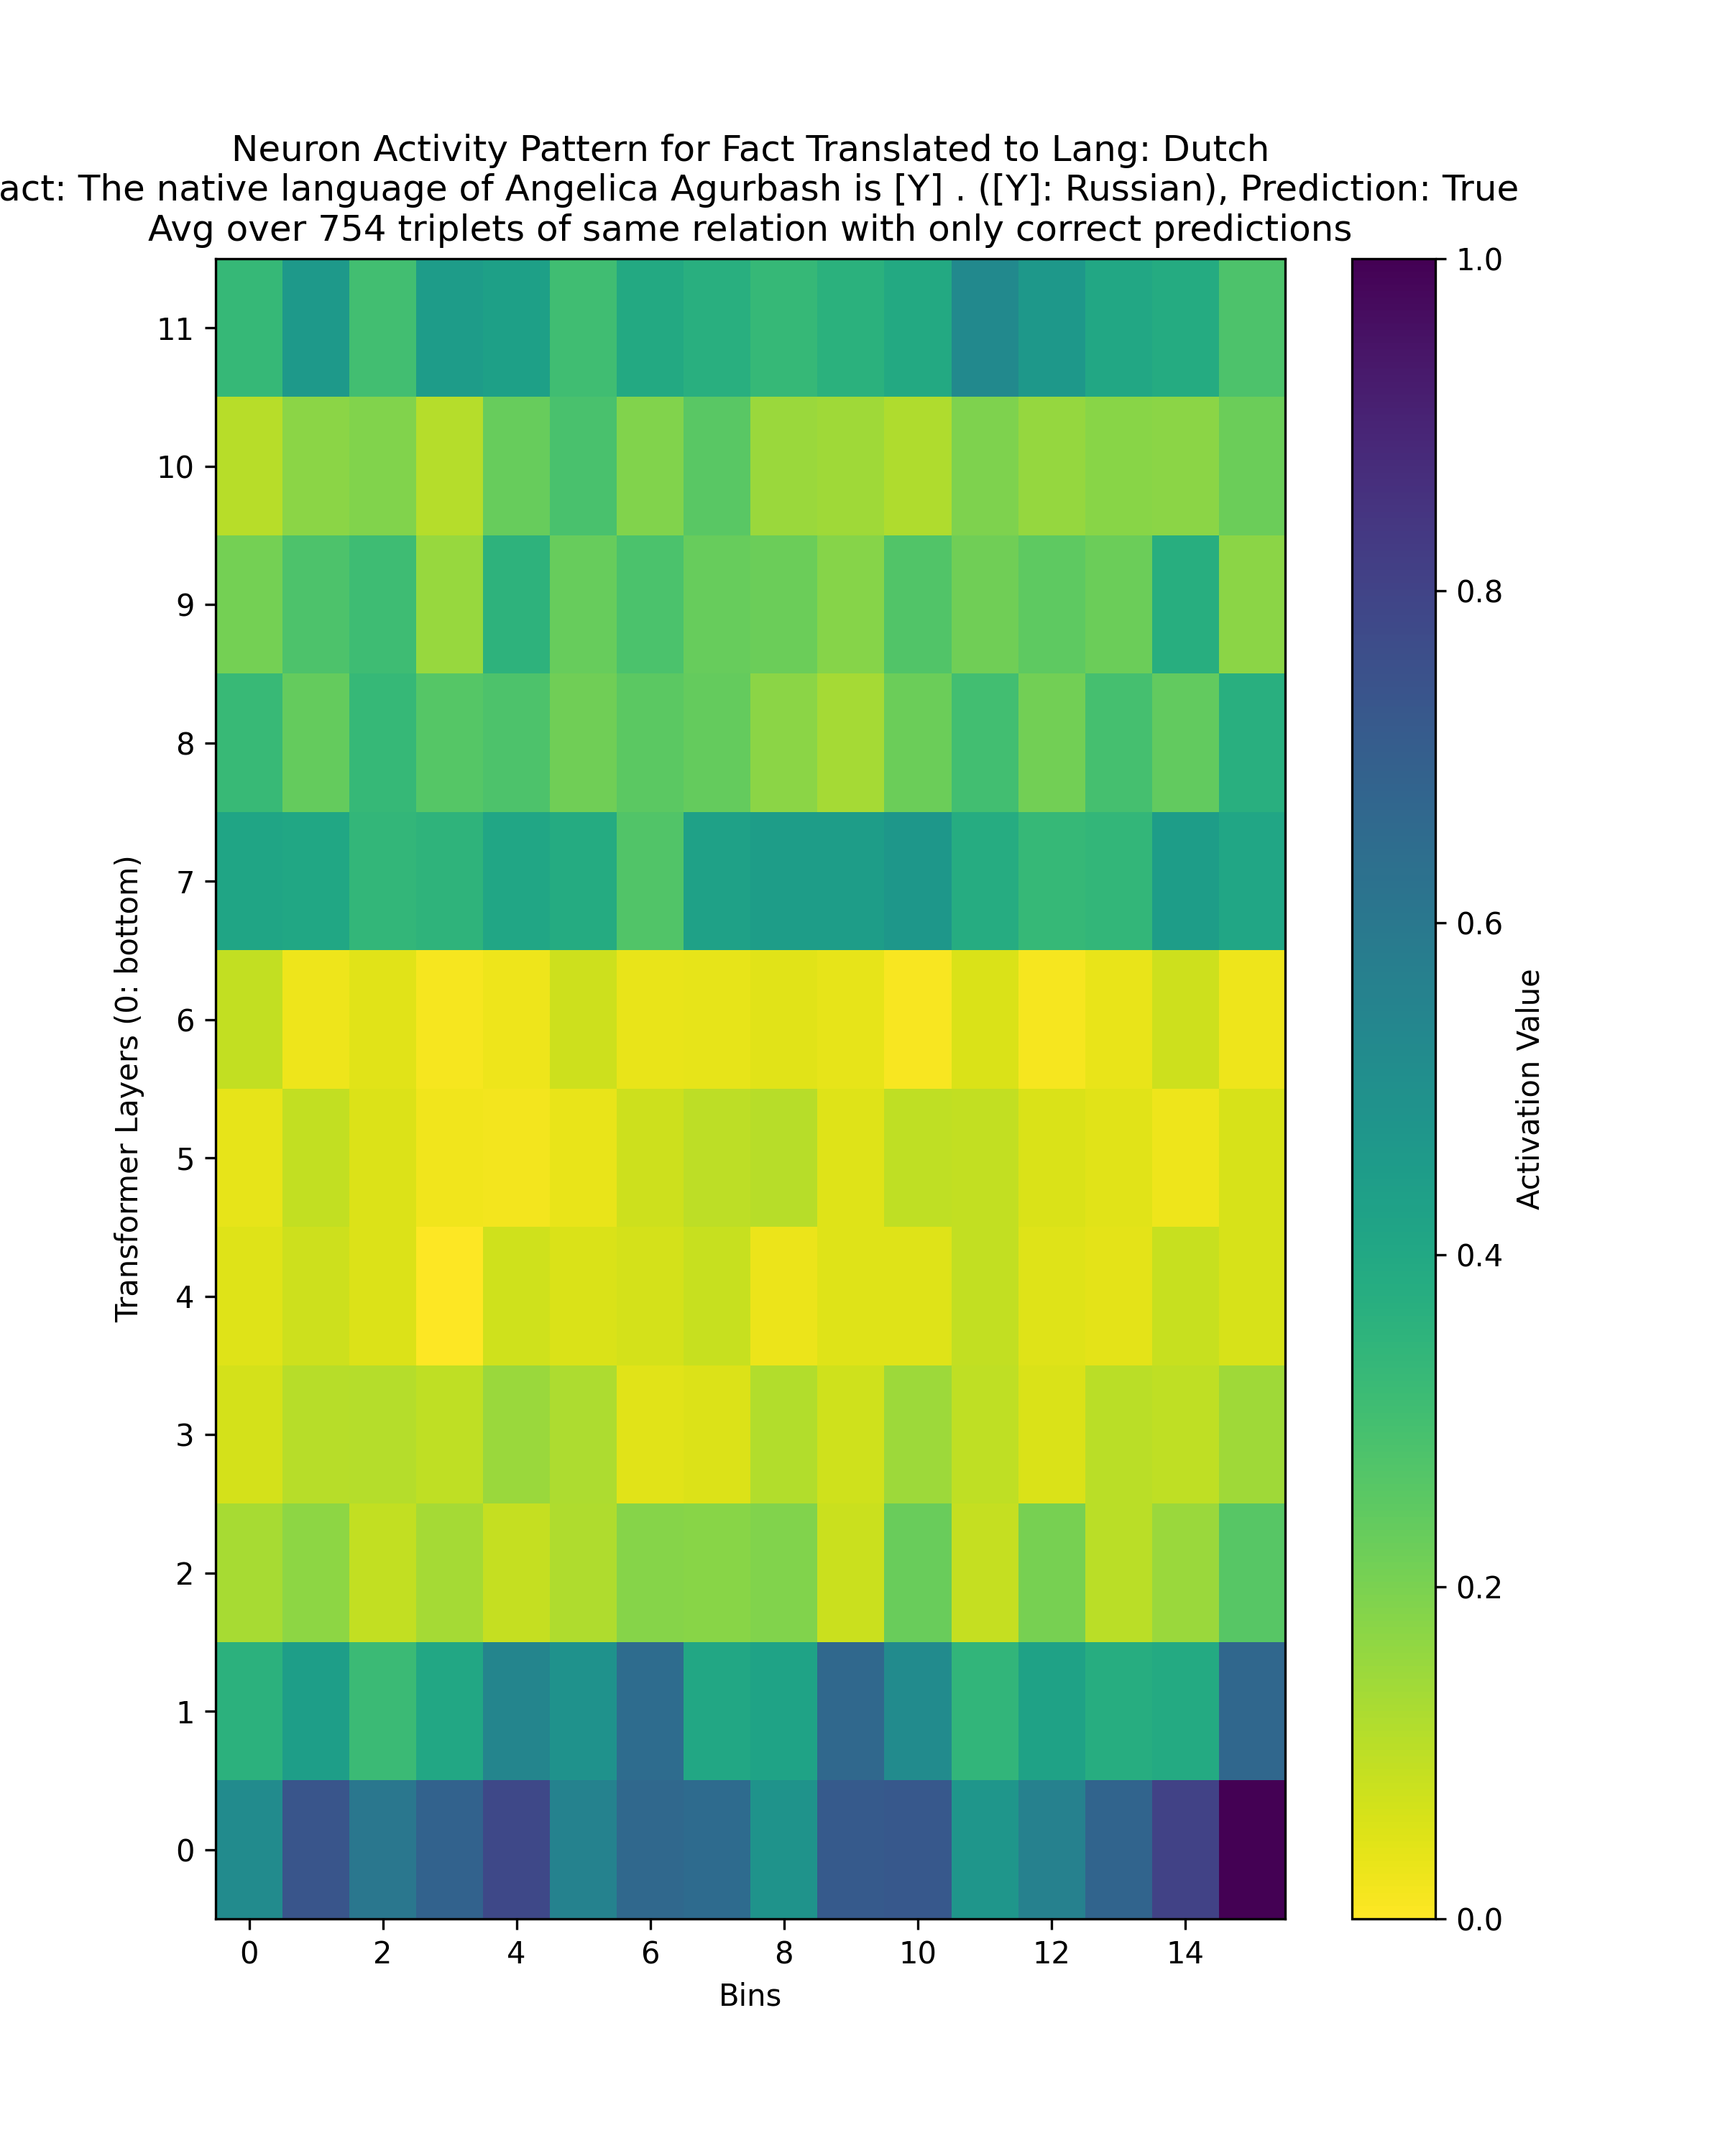 Neuron Activity Pattern for Fact Translated to Lang: Dutch
act: The native language of Angelica Agurbash is [Y] . ([Y]: Russian), Prediction: True
Avg over 754 triplets of same relation with only correct predictions
11
10
9
8
7
6
5
4
3
2
1
0
Transformer Layers (0: bottom)
0 2 4 6 8 10 12 14
Bins
1.0
0.8
0.6
0.4
0.2
0.0
Activation Value